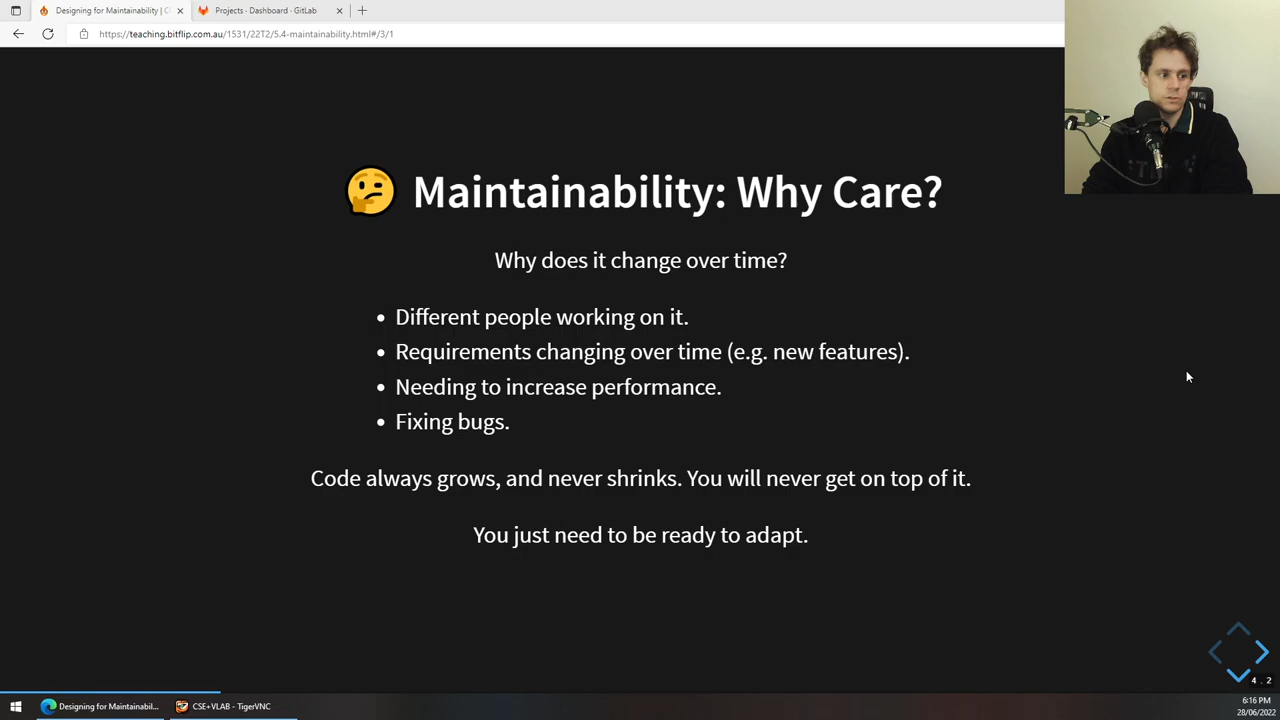 Designing for Maintainability | C
Projects · Dashboard · GitLab
https://teaching.bitflip.com.au/1531/22T2/5.4-maintainability.html#/3/1
Maintainability: Why Care?
Why does it change over time?
• Different people working on it.
• Requirements changing over time (e.g. new features).
• Needing to increase performance.
• Fixing bugs.
Code always grows, and never shrinks. You will never get on top of it.
You just need to be ready to adapt.
4.2
Designing for Maintainabil...
CSE+VLAB - TigerVNC
6:16 PM
28/06/2022